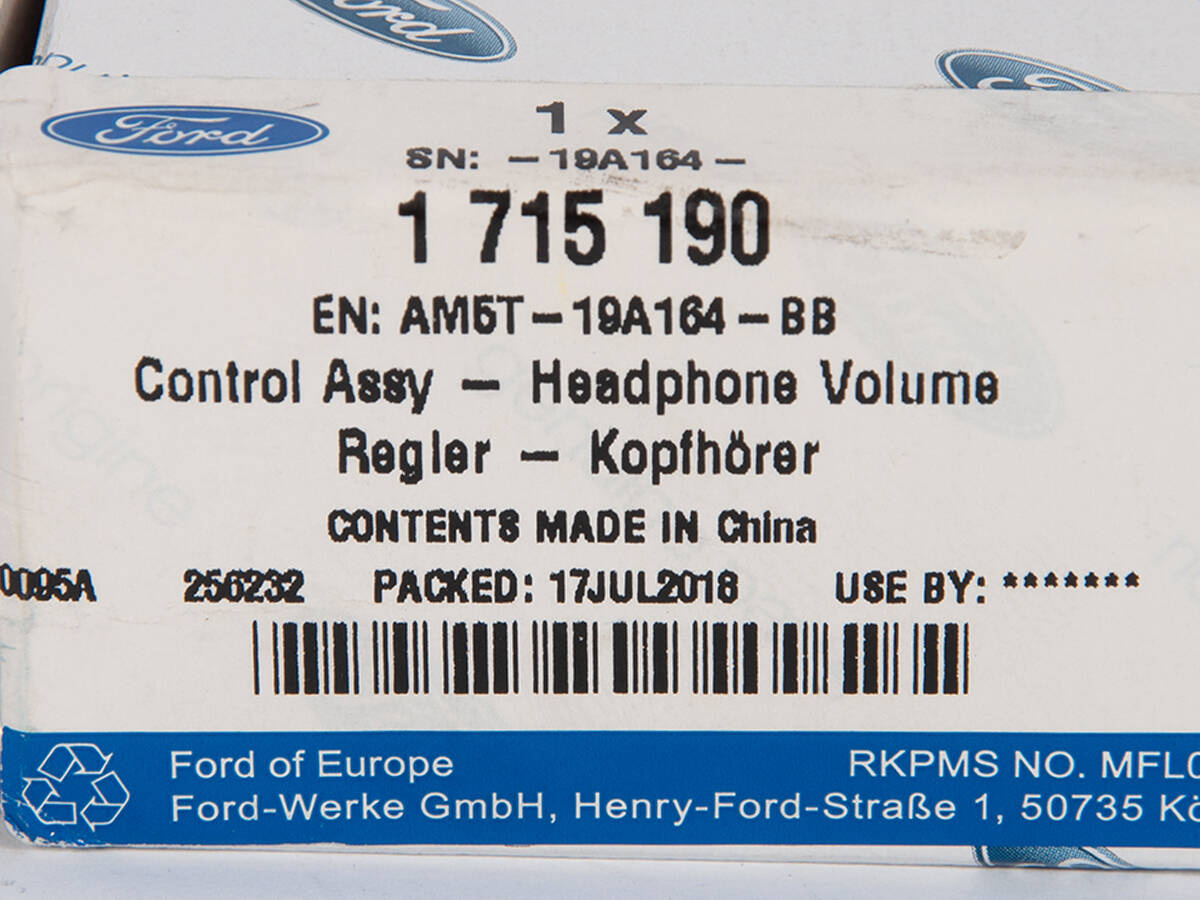 Ford
Ford
Ford
1 x
SN: -19A164-
1 715 190
EN: AM5T-19A164-BB
Control Assy - Headphone Volume
Regler - Kopfhörer
CONTENTS MADE IN China
0095A 256232 PACKED: 17JUL2018 USE BY: *******
Ford of Europe RKPMS NO. MFL0
Ford-Werke GmbH, Henry-Ford-Straße 1, 50735 Kö